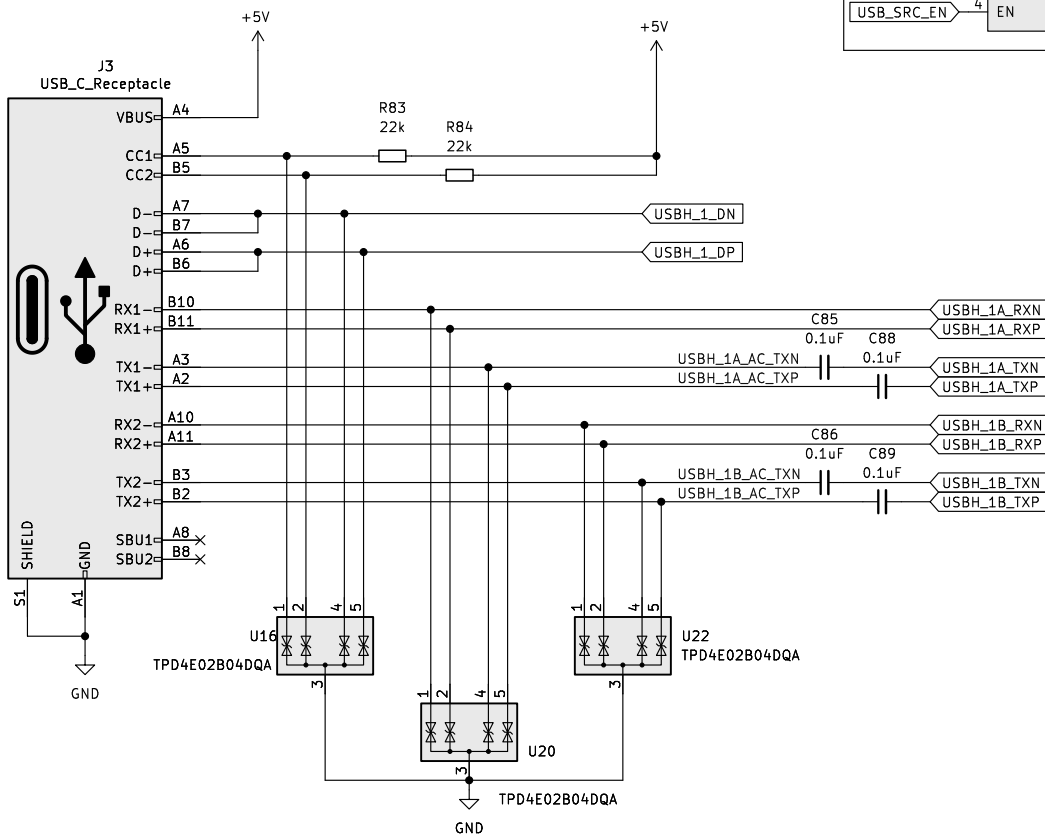 USB_SRC_EN
4
EN
+5V
+5V
J3
USB_C_Receptacle
R83
22k
R84
22k
VBUS
A4
CC1
A5
CC2
B5
D-
A7
USBH_1_DN
D-
B7
D+
A6
USBH_1_DP
D+
B6
RX1-
B10
USBH_1A_RXN
RX1+
B11
USBH_1A_RXP
C85
0.1uF
C88
0.1uF
TX1-
A3
USBH_1A_AC_TXN
USBH_1A_TXN
TX1+
A2
USBH_1A_AC_TXP
USBH_1A_TXP
RX2-
A10
USBH_1B_RXN
RX2+
A11
USBH_1B_RXP
C86
0.1uF
C89
0.1uF
TX2-
B3
USBH_1B_AC_TXN
USBH_1B_TXN
TX2+
B2
USBH_1B_AC_TXP
USBH_1B_TXP
SBU1
A8
SBU2
B8
SHIELD
GND
S1
A1
GND
1
2
4
5
U16
TPD4E02B04DQA
3
1
2
4
5
U22
TPD4E02B04DQA
3
1
2
4
5
U20
3
TPD4E02B04DQA
GND